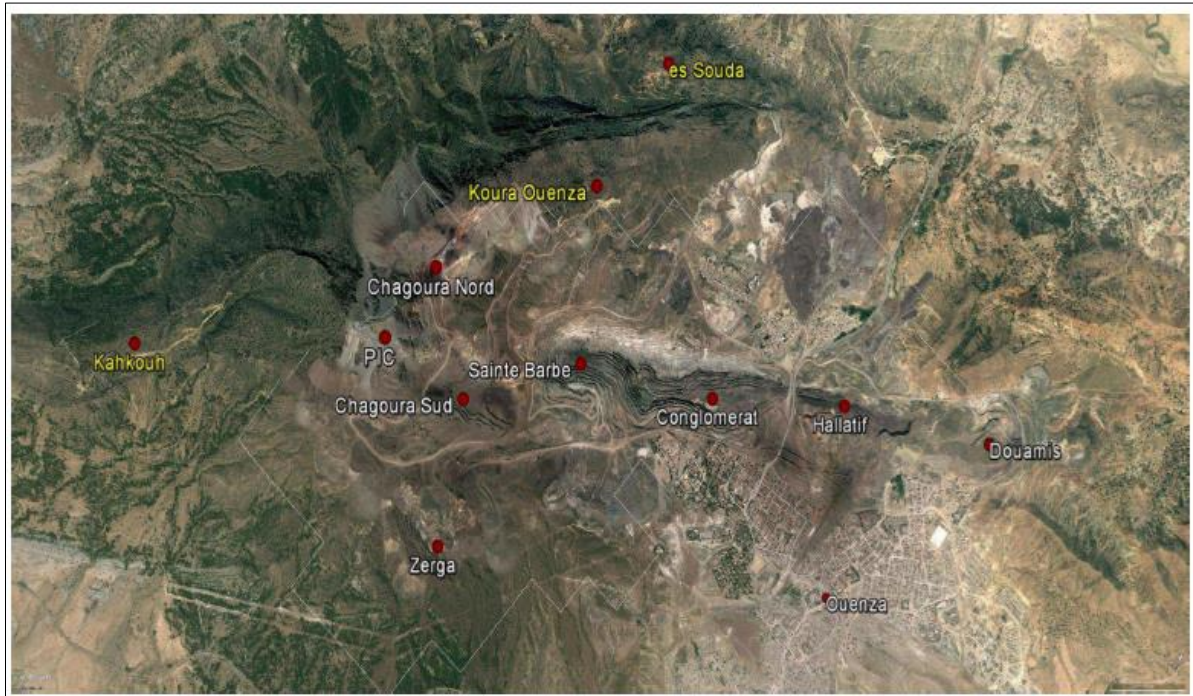 es Souda
Koura Ouenza
Chagoura Nord
PIC
Kahkouh
Sainte Barbe
Chagoura Sud
Conglomerat
Hallatif
Douamis
Zerga
Ouenza